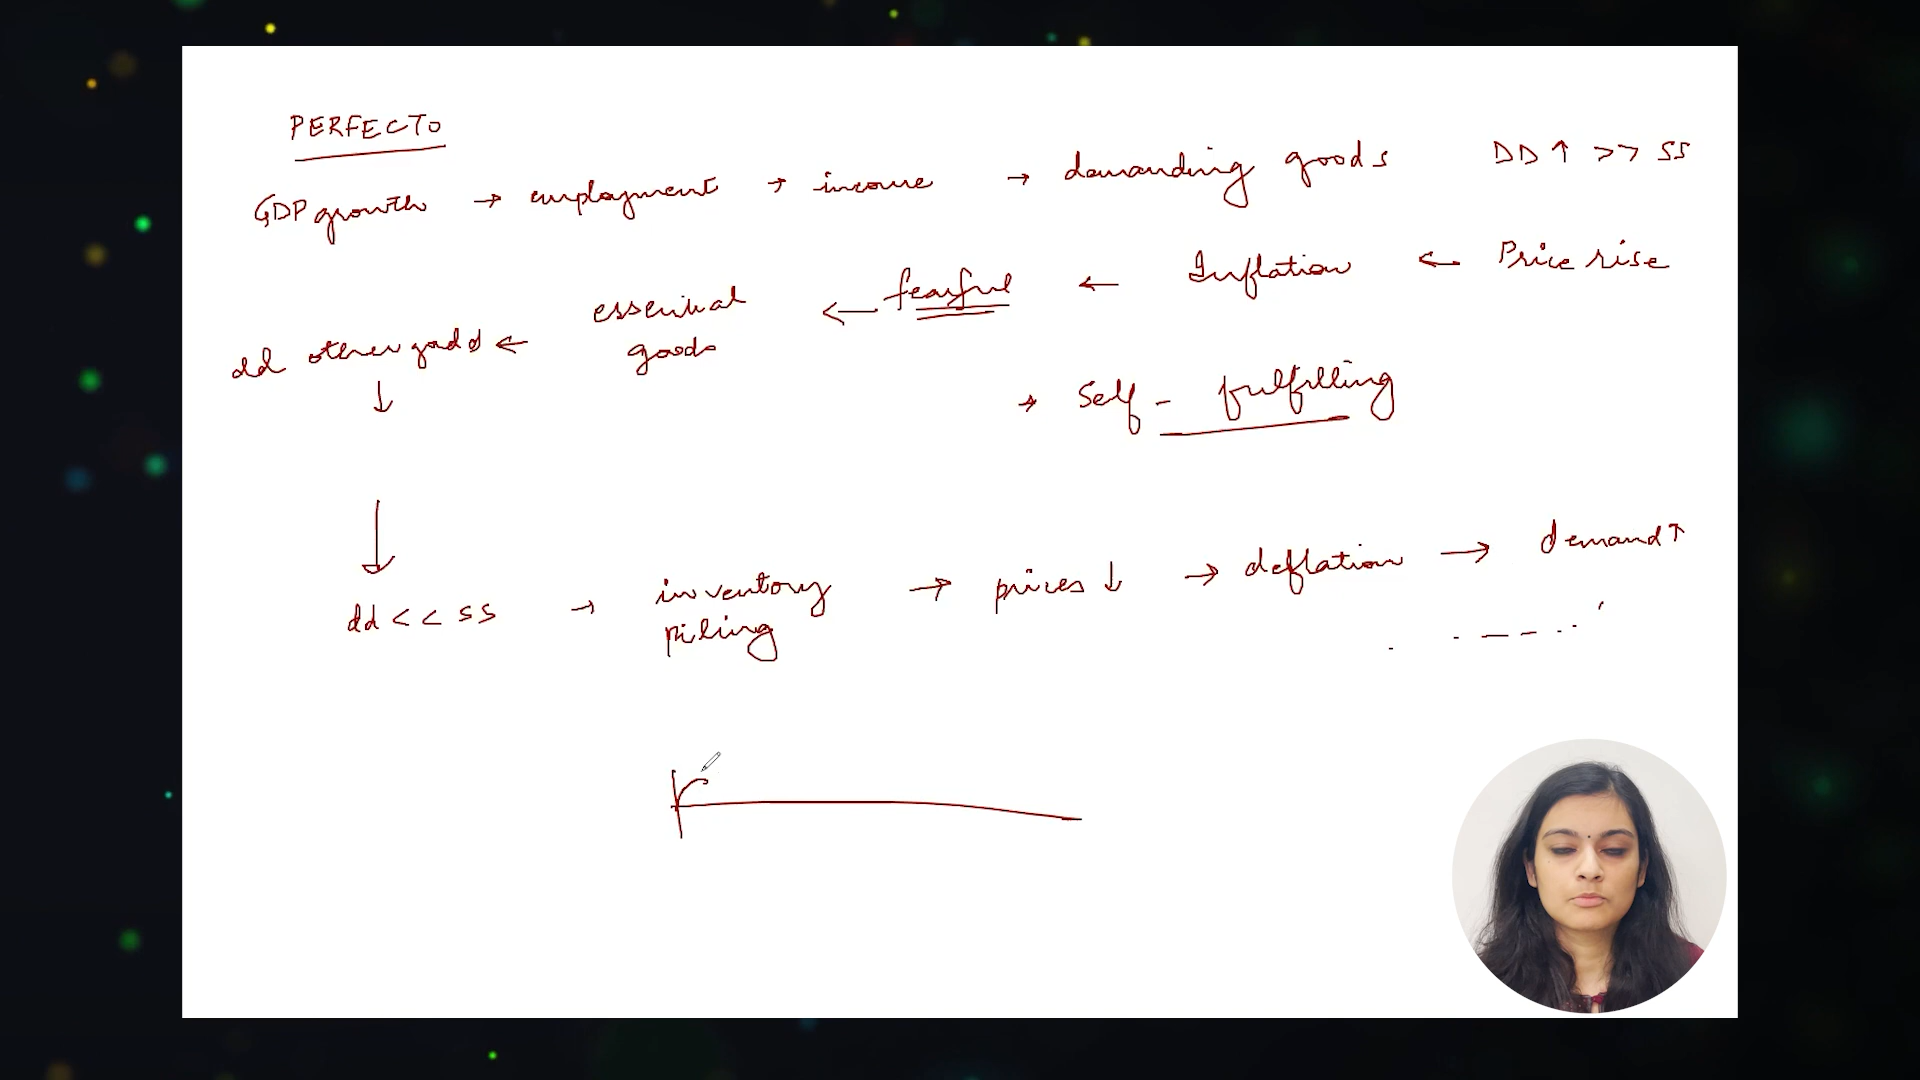 PERFECTO
GDP growth → employment → income → demanding goods DD ↑ >> SS
dd other goods ← essential goods ← fearful ← Inflation ← Price rise
↓
→ Self - fulfilling
↓
dd << SS → inventory piling → prices ↓ → deflation → demand ↑